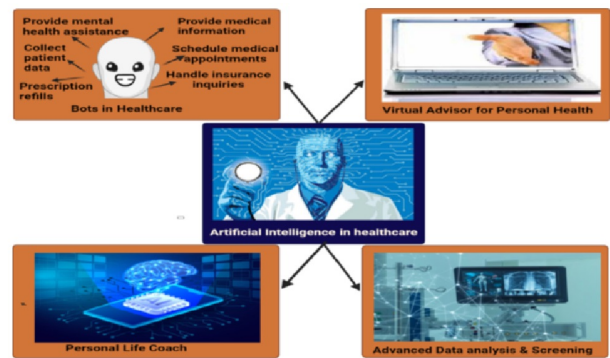 Provide mental
health assistance
Provide medical
information
Collect
patient
data
Schedule medical
appointments
Prescription
refills
Handle insurance
inquiries
Bots in Healthcare
Virtual Advisor for Personal Health
Artificial Intelligence in healthcare
Personal Life Coach
Advanced Data analysis & Screening